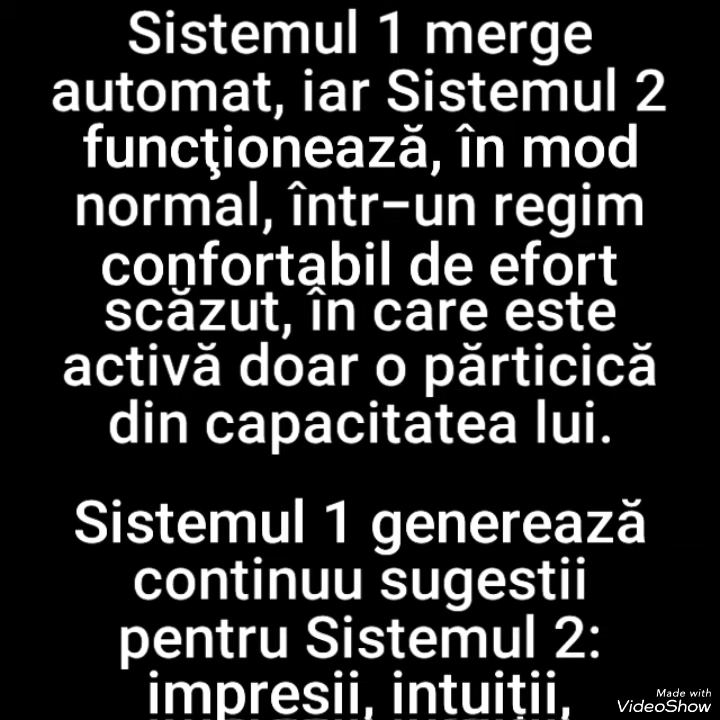 Sistemul 1 merge
automat, iar Sistemul 2
funcţionează, în mod
normal, într-un regim
confortabil de efort
scăzut, în care este
activă doar o părticică
din capacitatea lui.
Sistemul 1 generează
continuu sugestii
pentru Sistemul 2:
impresii, intuiții,
Made with
VideoShow